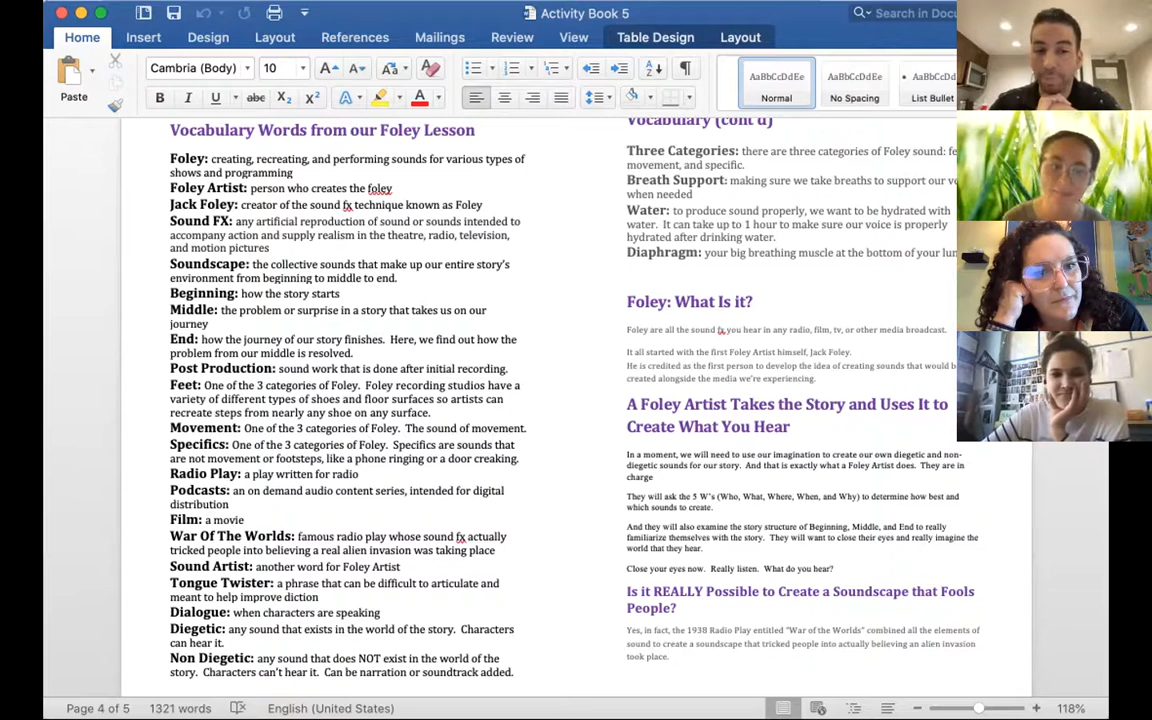 Activity Book 5
Search in Docu
Home Insert Design Layout References Mailings Review View Table Design Layout
Paste
Cambria (Body) 10
AaBbCcDdEe AaBbCcDdEe AaBbCcDd
Normal No Spacing List Bullet
Vocabulary Words from our Foley Lesson
Foley: creating, recreating, and performing sounds for various types of
shows and programming
Foley Artist: person who creates the foley
Jack Foley: creator of the sound fx technique known as Foley
Sound FX: any artificial reproduction of sound or sounds intended to
accompany action and supply realism in the theatre, radio, television,
and motion pictures
Soundscape: the collective sounds that make up our entire story's
environment from beginning to middle to end.
Beginning: how the story starts
Middle: the problem or surprise in a story that takes us on our
journey
End: how the journey of our story finishes. Here, we find out how the
problem from our middle is resolved.
Post Production: sound work that is done after initial recording.
Feet: One of the 3 categories of Foley. Foley recording studios have a
variety of different types of shoes and floor surfaces so artists can
recreate steps from nearly any shoe on any surface.
Movement: One of the 3 categories of Foley. The sound of movement.
Specifics: One of the 3 categories of Foley. Specifics are sounds that
are not movement or footsteps, like a phone ringing or a door creaking.
Radio Play: a play written for radio
Podcasts: an on demand audio content series, intended for digital
distribution
Film: a movie
War Of The Worlds: famous radio play whose sound fx actually
tricked people into believing a real alien invasion was taking place
Sound Artist: another word for Foley Artist
Tongue Twister: a phrase that can be difficult to articulate and
meant to help improve diction
Dialogue: when characters are speaking
Diegetic: any sound that exists in the world of the story. Characters
can hear it.
Non Diegetic: any sound that does NOT exist in the world of the
story. Characters can't hear it. Can be narration or soundtrack added.
Vocabulary (cont'd)
Three Categories: there are three categories of Foley sound: fe
movement, and specific.
Breath Support: making sure we take breaths to support our vo
when needed
Water: to produce sound properly, we want to be hydrated with
water. It can take up to 1 hour to make sure our voice is properly
hydrated after drinking water.
Diaphragm: your big breathing muscle at the bottom of your lun
Foley: What Is it?
Foley are all the sound fx you hear in any radio, film, tv, or other media broadcast.
It all started with the first Foley Artist himself, Jack Foley.
He is credited as the first person to develop the idea of creating sounds that would b
created alongside the media we're experiencing.
A Foley Artist Takes the Story and Uses It to
Create What You Hear
In a moment, we will need to use our imagination to create our own diegetic and non-
diegetic sounds for our story. And that is exactly what a Foley Artist does. They are in
charge
They will ask the 5 W's (Who, What, Where, When, and Why) to determine how best and
which sounds to create.
And they will also examine the story structure of Beginning, Middle, and End to really
familiarize themselves with the story. They will want to close their eyes and really imagine the
world that they hear.
Close your eyes now. Really listen. What do you hear?
Is it REALLY Possible to Create a Soundscape that Fools
People?
Yes, in fact, the 1938 Radio Play entitled "War of the Worlds" combined all the elements of
sound to create a soundscape that tricked people into actually believing an alien invasion
took place.
Page 4 of 5 1321 words English (United States) 118%